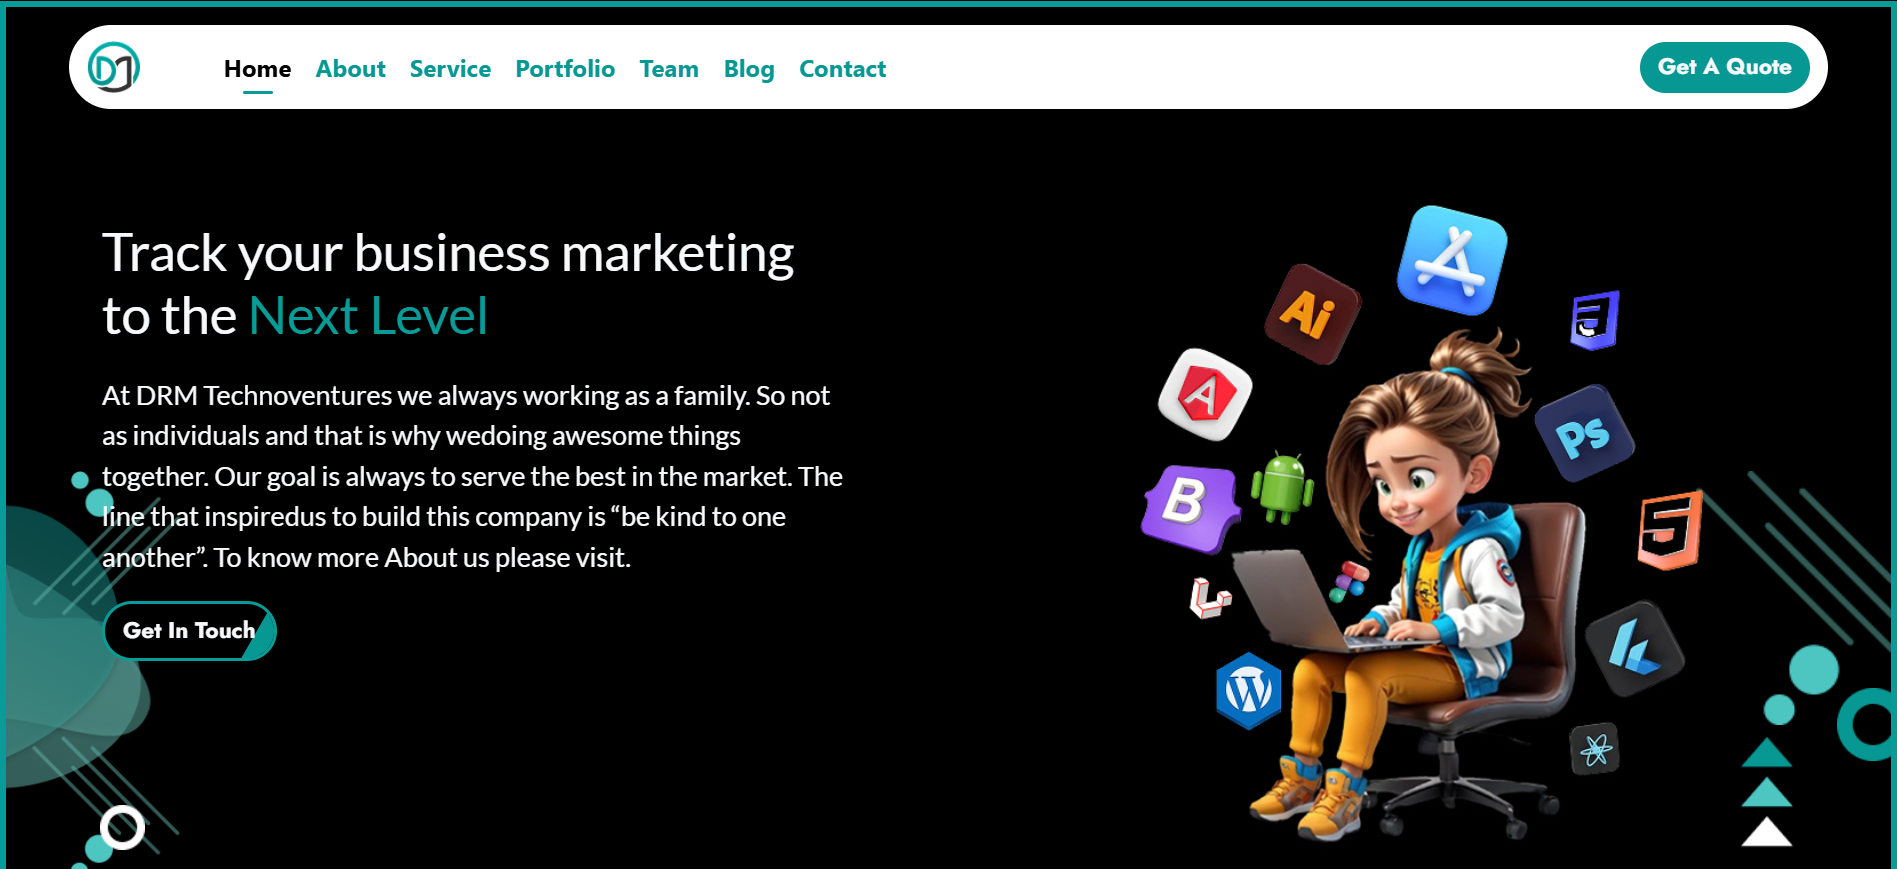 Home About Service Portfolio Team Blog Contact
Get A Quote
Track your business marketing
to the Next Level
At DRM Technoventures we always working as a family. So not
as individuals and that is why wedoing awesome things
together. Our goal is always to serve the best in the market. The
line that inspiredus to build this company is “be kind to one
another”. To know more About us please visit.
Get In Touch
Ai
A
Ps
B
5
W